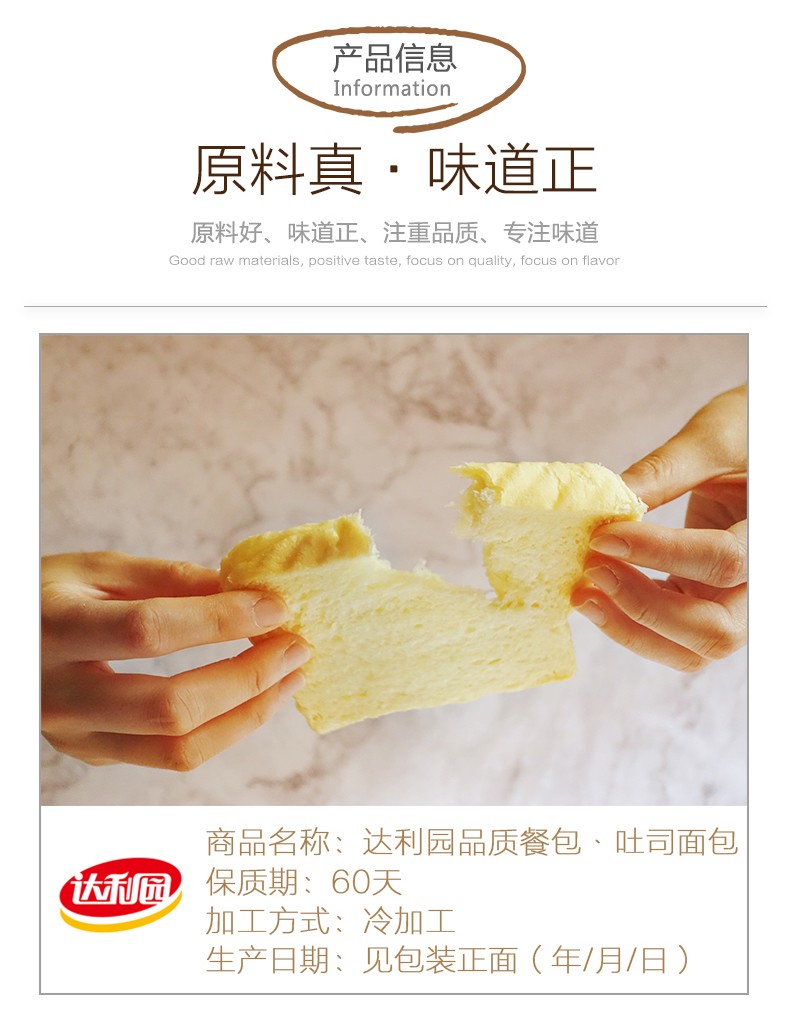 产品信息
Information
原料真·味道正
原料好、味道正、注重品质、专注味道
Good raw materials, positive taste, focus on quality, focus on flavor
达利园
商品名称：达利园品质餐包、吐司面包
保质期：60天
加工方式：冷加工
生产日期：见包装正面（年/月/日）